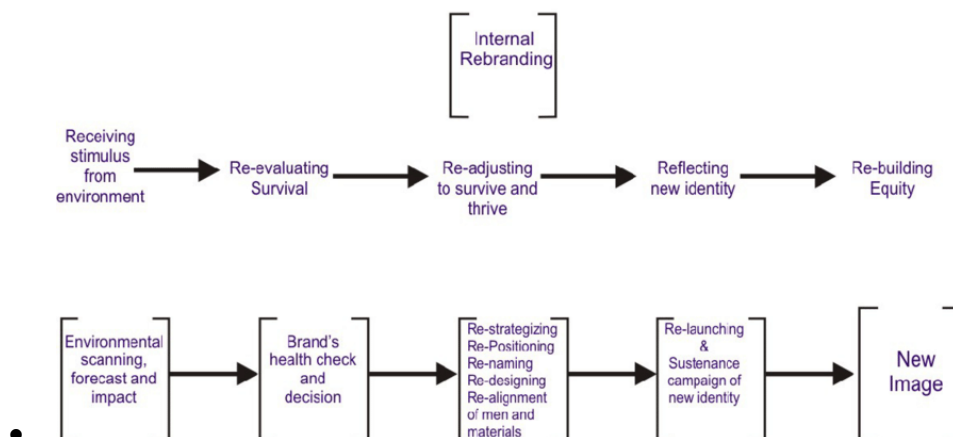 Internal
Rebranding
Receiving
stimulus
from
environment
Re-evaluating
Survival
Re-adjusting
to survive and
thrive
Reflecting
new identity
Re-building
Equity
Environmental
scanning,
forecast and
impact
Brand's
health check
and
decision
Re-strategizing
Re-Positioning
Re-naming
Re-designing
Re-alignment
of men and
materials
Re-launching
&
Sustenance
campaign of
new identity
New
Image